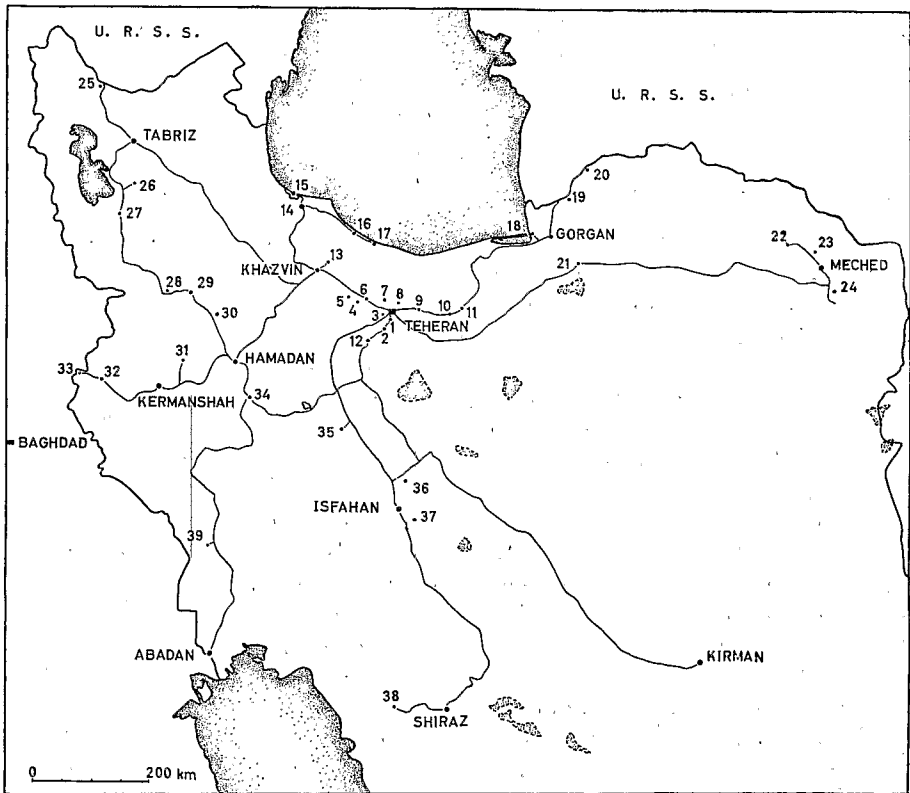 U. R. S. S.
U. R. S. S.
25
TABRIZ
26
27
15
14
16
17
18
19
20
GORGAN
22
23
MECHED
24
21
KHAZVIN
13
28
29
30
5
4
6
7
8
3
9
10
11
TEHERAN
1
2
12
HAMADAN
31
33
32
KERMANSHAH
34
BAGHDAD
35
36
ISFAHAN
37
39
ABADAN
KIRMAN
38
SHIRAZ
0
200 km